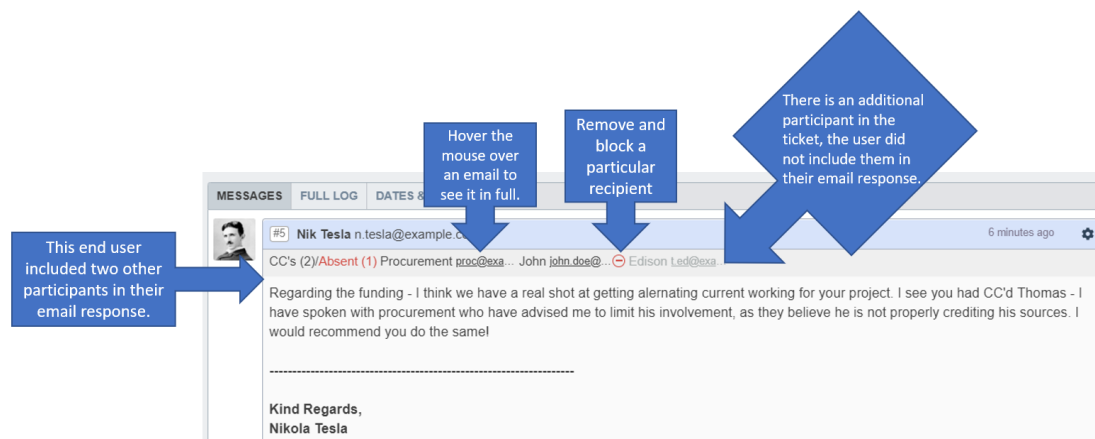 There is an additional
participant in the
ticket, the user did
not include them in
their email response.
Hover the
mouse over
an email to
see it in full.
Remove and
block a
particular
recipient
This end user
included two other
participants in their
email response.
MESSAGES FULL LOG DATES &
#5 Nik Tesla n.tesla@example.c 6 minutes ago
CC's (2)/Absent (1) Procurement proc@exa... John john.doe@... Edison t.ed@exa...
Regarding the funding - I think we have a real shot at getting alernating current working for your project. I see you had CC'd Thomas - I
have spoken with procurement who have advised me to limit his involvement, as they believe he is not properly crediting his sources. I
would recommend you do the same!
--------------------------------------------------------------------
Kind Regards,
Nikola Tesla